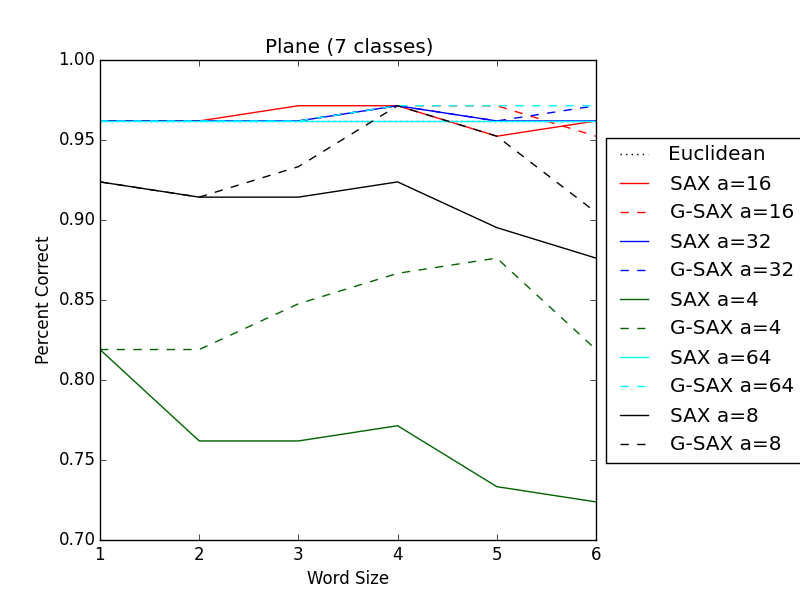 Plane (7 classes)
1.00
0.95
0.90
0.85
0.80
0.75
0.70
Percent Correct
1 2 3 4 5 6
Word Size
Euclidean
SAX a=16
G-SAX a=16
SAX a=32
G-SAX a=32
SAX a=4
G-SAX a=4
SAX a=64
G-SAX a=64
SAX a=8
G-SAX a=8